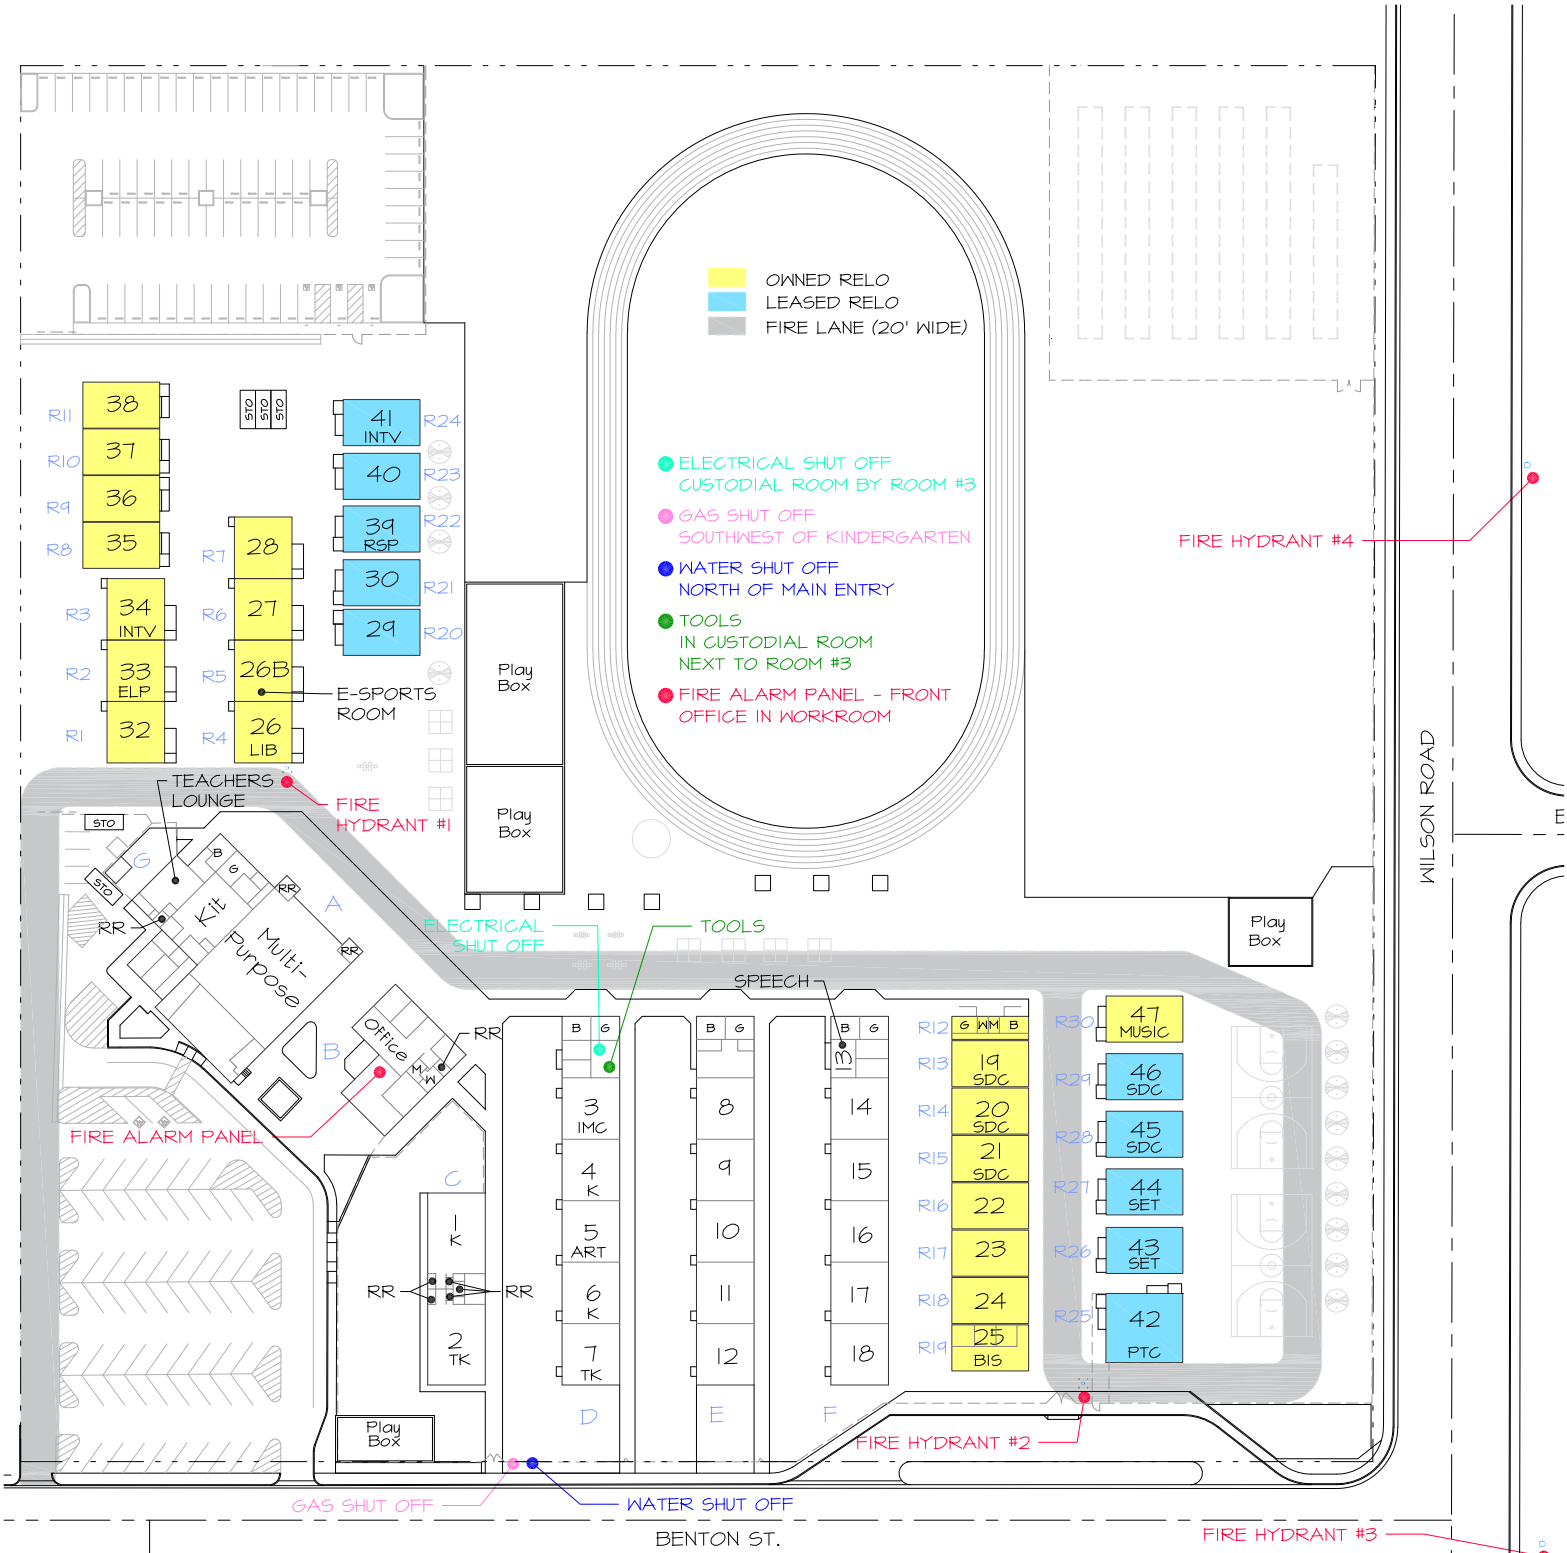 OWNED RELO
LEASED RELO
FIRE LANE (20' WIDE)
ELECTRICAL SHUT OFF
CUSTODIAL ROOM BY ROOM #3
GAS SHUT OFF
SOUTHWEST OF KINDERGARTEN
WATER SHUT OFF
NORTH OF MAIN ENTRY
TOOLS
IN CUSTODIAL ROOM
NEXT TO ROOM #3
FIRE ALARM PANEL - FRONT
OFFICE IN WORKROOM
R11
38
R10
37
R9
36
R8
35
STO
STO
STO
41
INTV
R24
40
R23
39
RSP
R22
30
R21
29
R20
R7
28
R6
27
R5
26B
R4
26
LIB
E-SPORTS
ROOM
R3
34
INTV
R2
33
ELP
R1
32
Play
Box
Play
Box
FIRE HYDRANT #4
WILSON ROAD
E
TEACHERS
LOUNGE
FIRE
HYDRANT #1
STO
STO
G
B
G
RR
A
RR
Kit
RR
Multi-
Purpose
Office
B
RR
M
W
FIRE ALARM PANEL
ELECTRICAL
SHUT OFF
TOOLS
SPEECH
Play
Box
B
G
B
G
B
G
13
3
IMC
4
K
5
ART
6
K
7
TK
D
8
9
10
11
12
E
14
15
16
17
18
F
C
1
K
RR
RR
2
TK
Play
Box
R12
G
W
M
B
R13
19
SDC
R14
20
SDC
R15
21
SDC
R16
22
R17
23
R18
24
R19
25
BIS
R30
47
MUSIC
R29
46
SDC
R28
45
SDC
R27
44
SET
R26
43
SET
R25
42
PTC
FIRE HYDRANT #2
GAS SHUT OFF
WATER SHUT OFF
BENTON ST.
FIRE HYDRANT #3